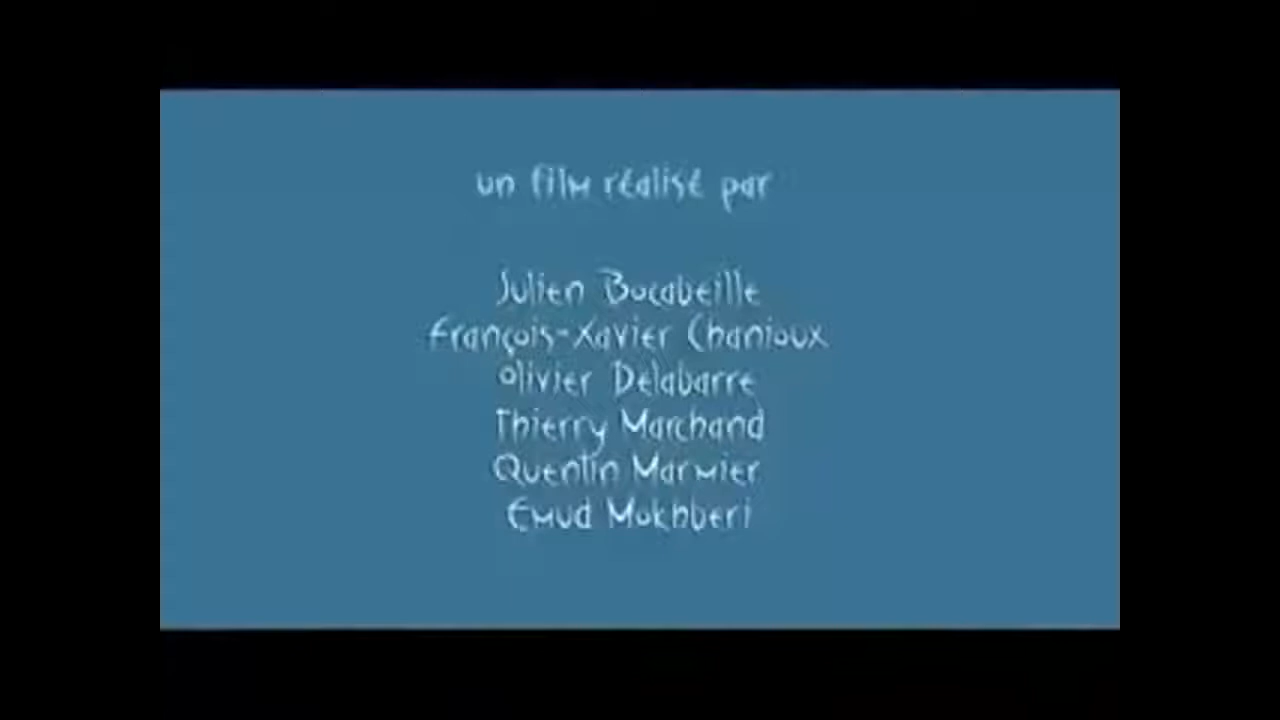 un film réalisé par
Julien Bocabeille
François-Xavier Chanioux
Olivier Delabarre
Thierry Marchand
Quentin Marmier
Emud Mokhberi